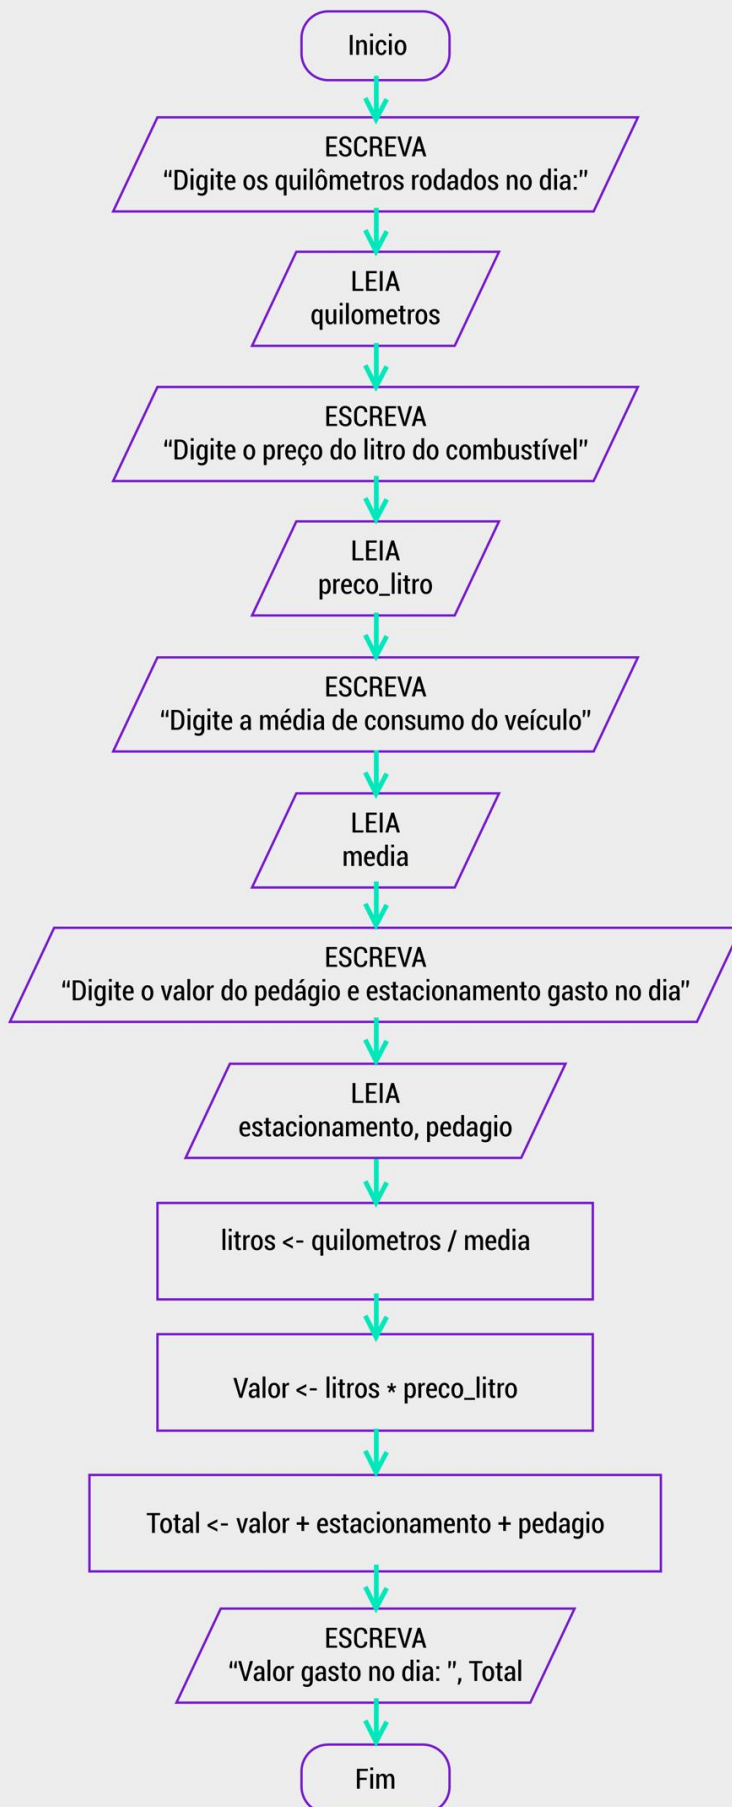 Inicio
ESCREVA
“Digite os quilômetros rodados no dia:”
LEIA
quilometros
ESCREVA
“Digite o preço do litro do combustível”
LEIA
preco_litro
ESCREVA
“Digite a média de consumo do veículo”
LEIA
media
ESCREVA
“Digite o valor do pedágio e estacionamento gasto no dia”
LEIA
estacionamento, pedagio
litros <- quilometros / media
Valor <- litros * preco_litro
Total <- valor + estacionamento + pedagio
ESCREVA
“Valor gasto no dia: ”, Total
Fim